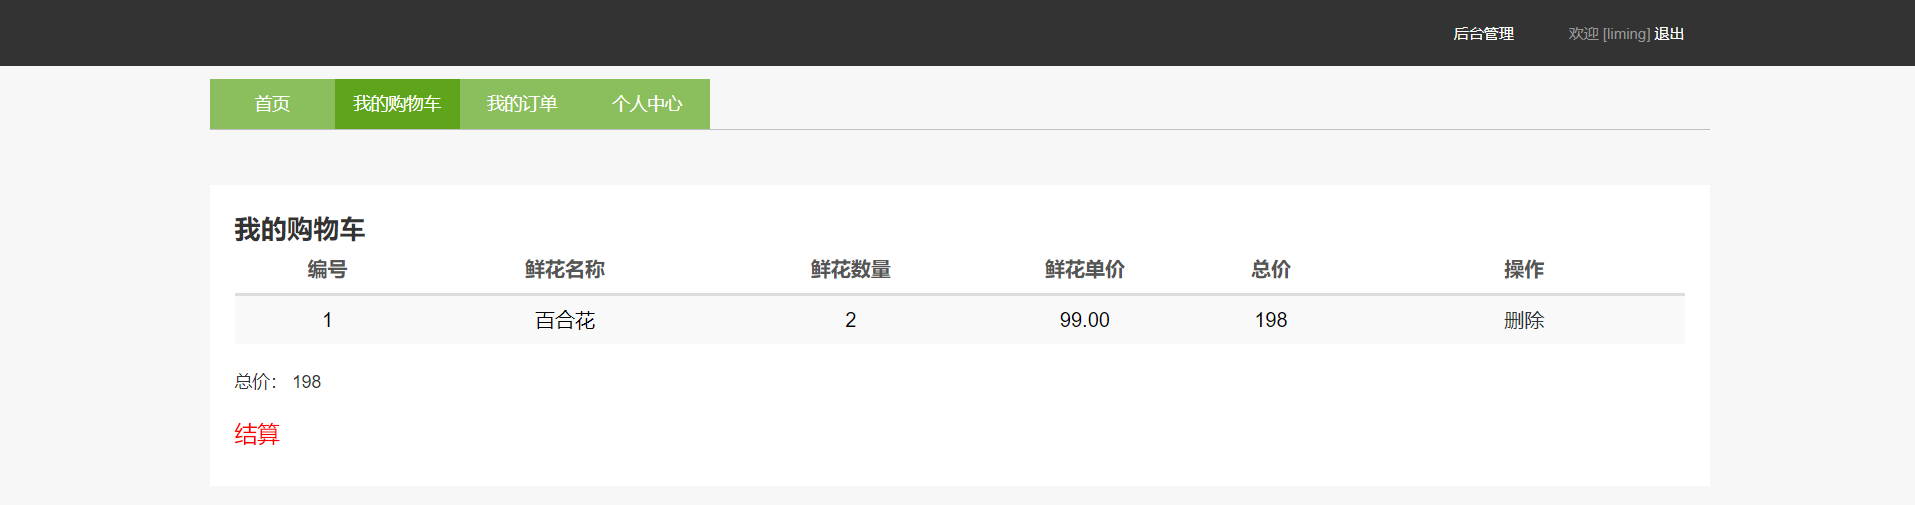 后台管理 欢迎 [liming] 退出
首页 我的购物车 我的订单 个人中心
我的购物车
编号 鲜花名称 鲜花数量 鲜花单价 总价 操作
1 百合花 2 99.00 198 删除
总价： 198
结算